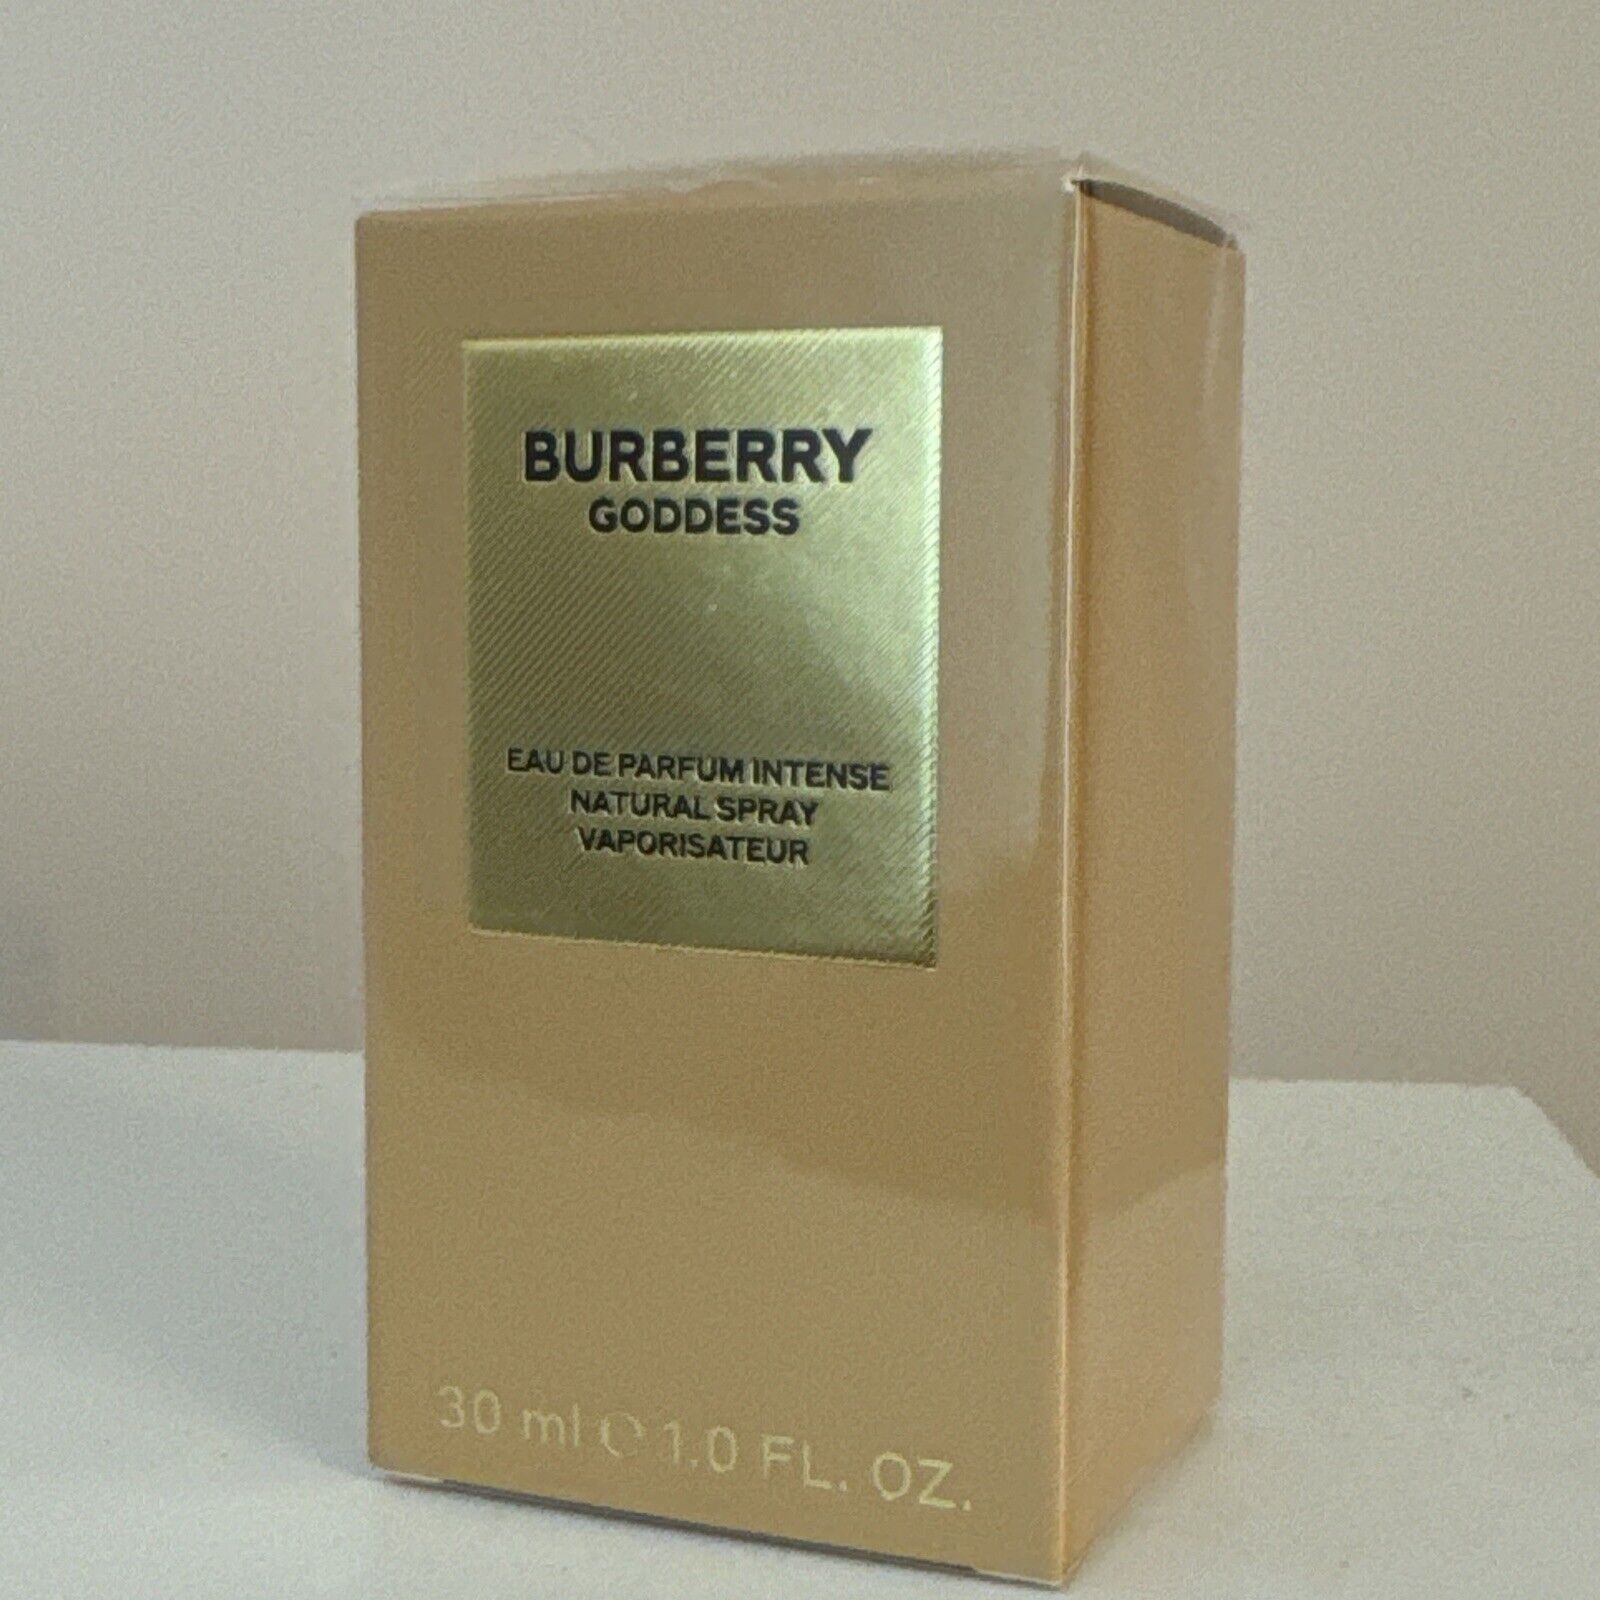 BURBERRY
GODDESS
EAU DE PARFUM INTENSE
NATURAL SPRAY
VAPORISATEUR
30 ml ℮ 1.0 FL. OZ.